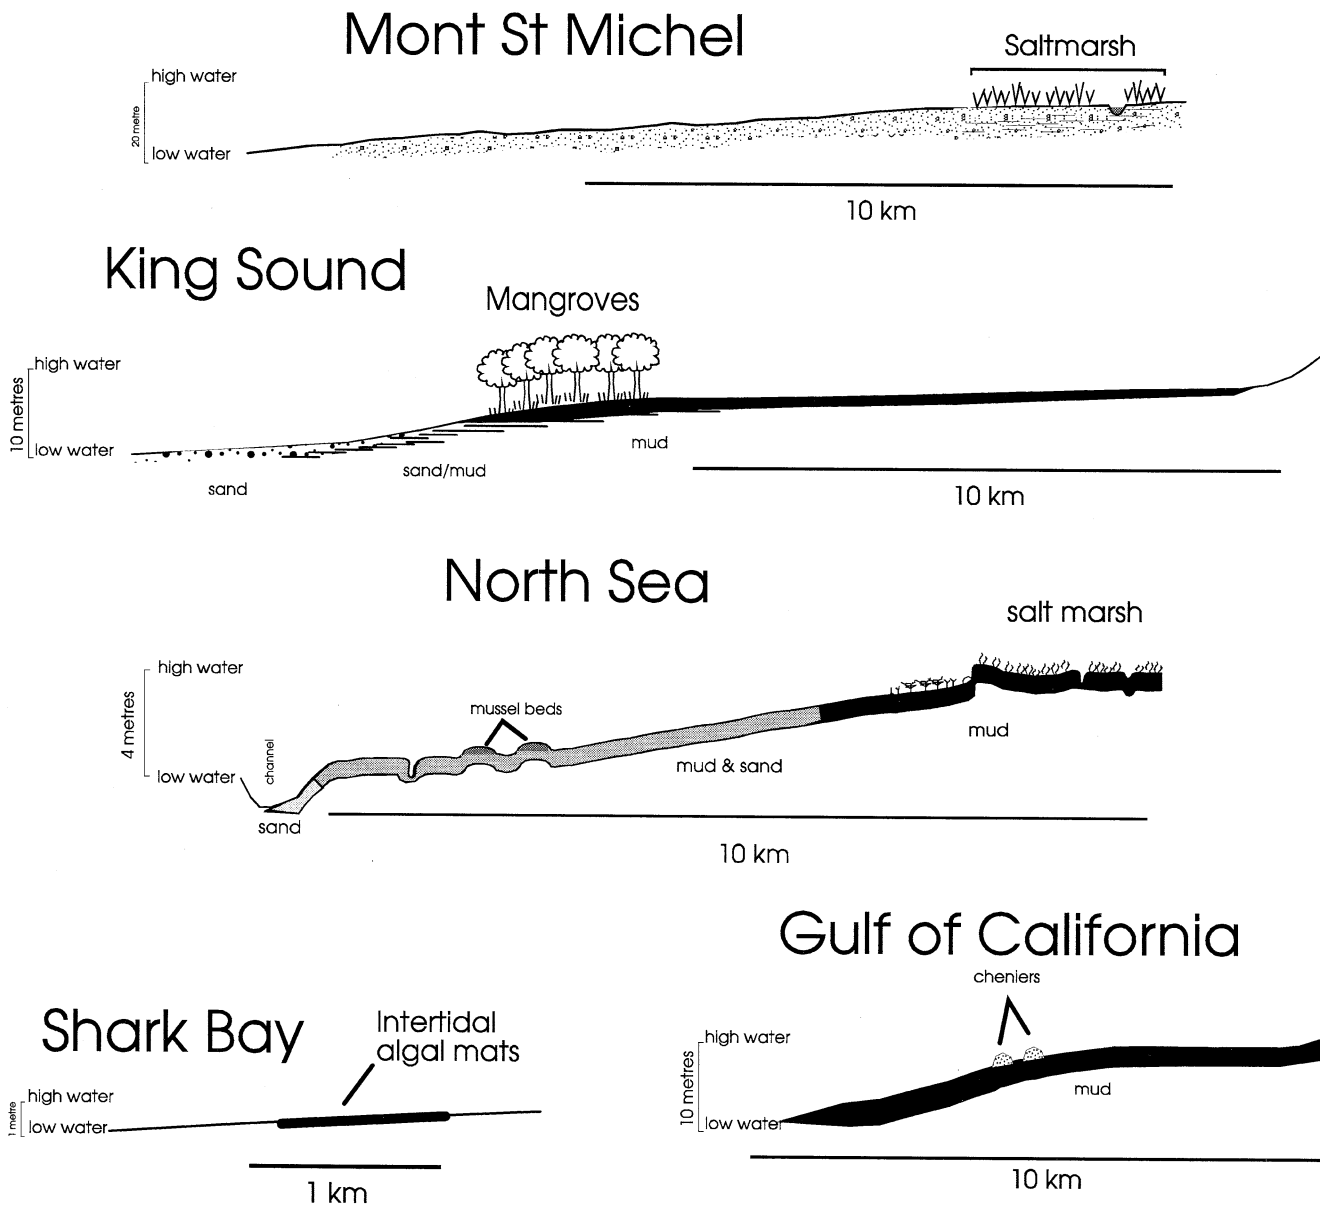 Mont St Michel
Saltmarsh
high water
20 metre
low water
10 km
King Sound
Mangroves
high water
10 metres
low water
mud
sand/mud
sand
10 km
North Sea
salt marsh
high water
4 metres
mussel beds
channel
low water
mud
mud & sand
sand
10 km
Gulf of California
cheniers
Shark Bay
Intertidal
algal mats
high water
1 metre
low water
1 km
high water
10 metres
mud
low water
10 km